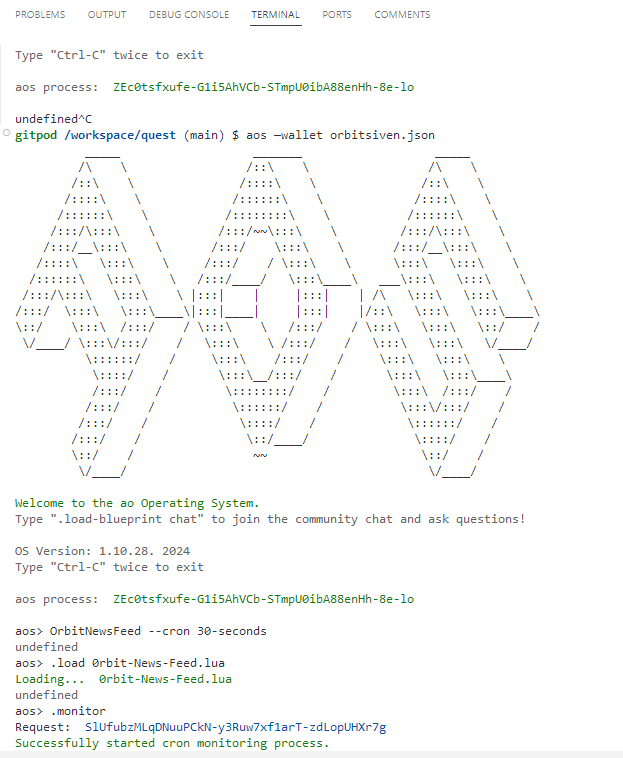 PROBLEMS OUTPUT DEBUG CONSOLE TERMINAL PORTS COMMENTS
Type "Ctrl-C" twice to exit
aos process:  ZEc0tsfxufe-G1i5AhVCb-STmpU0ibA88enHh-8e-lo
undefined^C
gitpod /workspace/quest (main) $ aos —wallet orbitsiven.json
Welcome to the ao Operating System.
Type ".load-blueprint chat" to join the community chat and ask questions!
OS Version: 1.10.28. 2024
Type "Ctrl-C" twice to exit
aos process:  ZEc0tsfxufe-G1i5AhVCb-STmpU0ibA88enHh-8e-lo
aos> OrbitNewsFeed --cron 30-seconds
undefined
aos> .load 0rbit-News-Feed.lua
Loading...  0rbit-News-Feed.lua
undefined
aos> .monitor
Request:  SlUfubzMLqDNuuPCkN-y3Ruw7xf1arT-zdLopUHXr7g
Successfully started cron monitoring process.